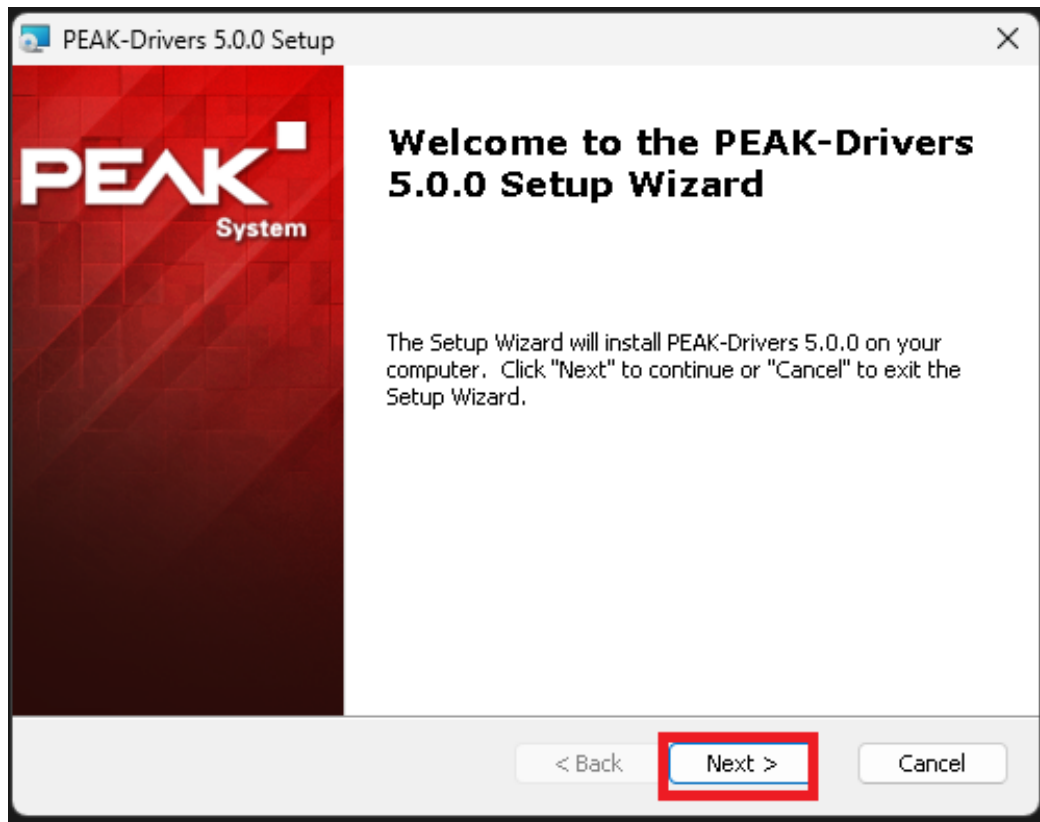 PEAK-Drivers 5.0.0 Setup
PEAK
System
Welcome to the PEAK-Drivers
5.0.0 Setup Wizard
The Setup Wizard will install PEAK-Drivers 5.0.0 on your
computer. Click "Next" to continue or "Cancel" to exit the
Setup Wizard.
< Back
Next >
Cancel